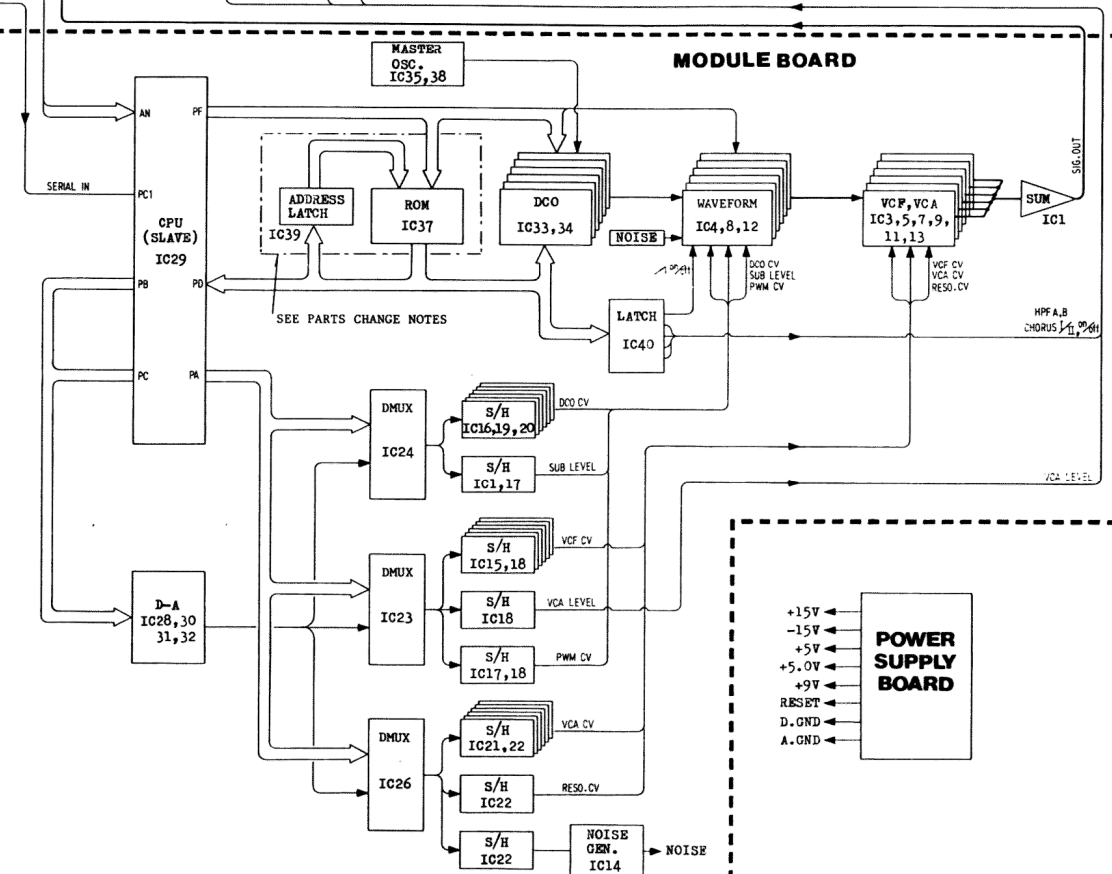 MODULE BOARD
MASTER
OSC.
IC35,38
AN
PF
SERIAL IN
PC1
CPU
(SLAVE)
IC29
PB
PD
PC
PA
ADDRESS
LATCH
IC39
ROM
IC37
SEE PARTS CHANGE NOTES
DCO
IC33,34
NOISE
WAVEFORM
IC4,8,12
VCF,VCA
IC3,5,7,9,
11,13
SUM
IC1
SIG.OUT
on/off
DCO CV
SUB LEVEL
PWM CV
VCF CV
VCA CV
RESO.CV
LATCH
IC40
HPF A,B
CHORUS I/II, on/off
DMUX
IC24
S/H
IC16,19,20
DCO CV
S/H
IC1,17
SUB LEVEL
VCA LEVEL
DMUX
IC23
S/H
IC15,18
VCF CV
S/H
IC18
VCA LEVEL
S/H
IC17,18
PWM CV
D-A
IC28,30
31,32
DMUX
IC26
S/H
IC21,22
VCA CV
S/H
IC22
RESO.CV
S/H
IC22
NOISE
GEN.
IC14
NOISE
+15V
-15V
+5V
+5.0V
+9V
RESET
D.GND
A.GND
POWER
SUPPLY
BOARD